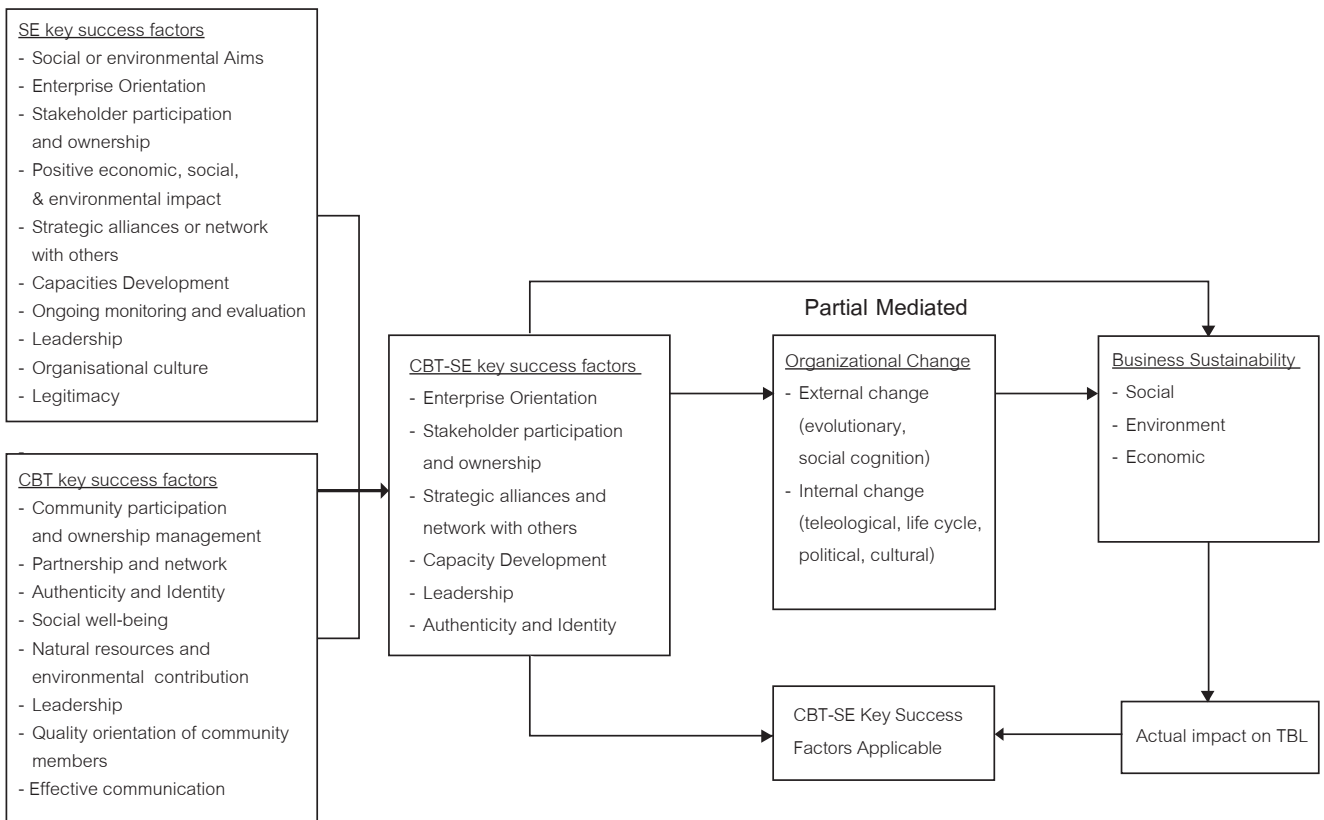 SE key success factors
- Social or environmental Aims
- Enterprise Orientation
- Stakeholder participation
and ownership
- Positive economic, social,
& environmental impact
- Strategic alliances or network
with others
- Capacities Development
- Ongoing monitoring and evaluation
- Leadership
- Organisational culture
- Legitimacy
CBT key success factors
- Community participation
and ownership management
- Partnership and network
- Authenticity and Identity
- Social well-being
- Natural resources and
environmental contribution
- Leadership
- Quality orientation of community
members
- Effective communication
CBT-SE key success factors
- Enterprise Orientation
- Stakeholder participation
and ownership
- Strategic alliances and
network with others
- Capacity Development
- Leadership
- Authenticity and Identity
Partial Mediated
Organizational Change
- External change
(evolutionary,
social cognition)
- Internal change
(teleological, life cycle,
political, cultural)
Business Sustainability
- Social
- Environment
- Economic
CBT-SE Key Success
Factors Applicable
Actual impact on TBL